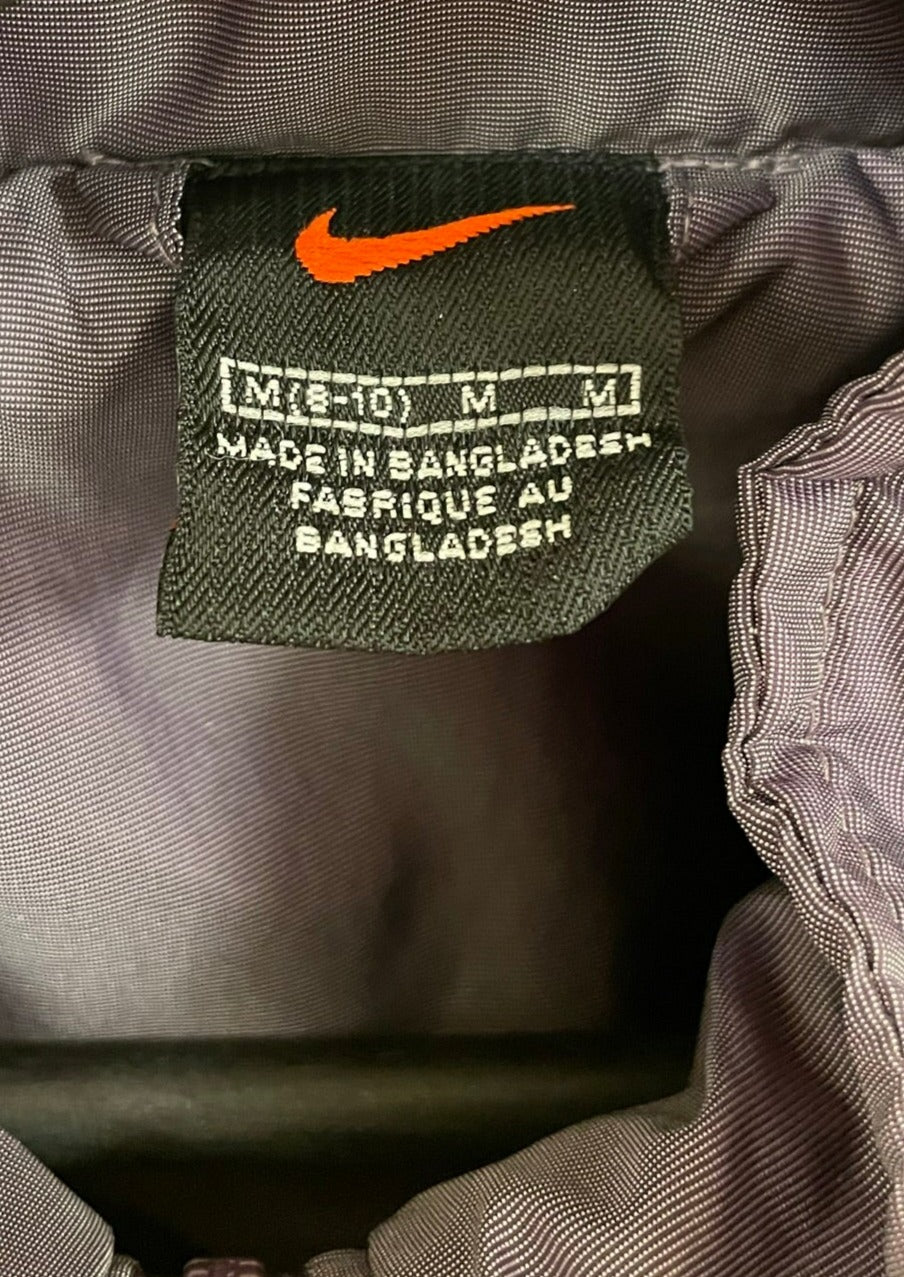 M(8-10) M M
MADE IN BANGLADESH
FABRIQUE AU
BANGLADESH